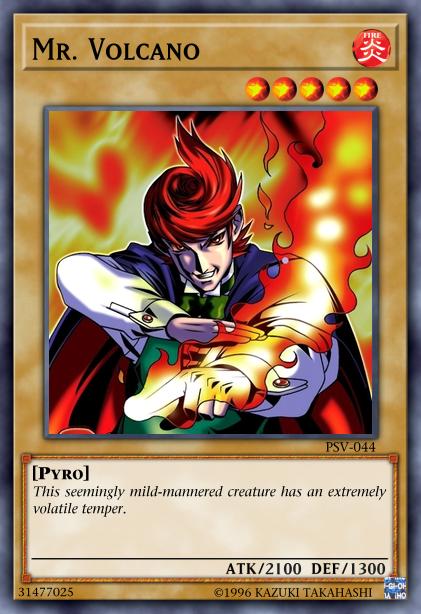 Mr. Volcano
FIRE
炎
PSV-044
[Pyro]
This seemingly mild-mannered creature has an extremely
volatile temper.
ATK/2100 DEF/1300
31477025
©1996 KAZUKI TAKAHASHI